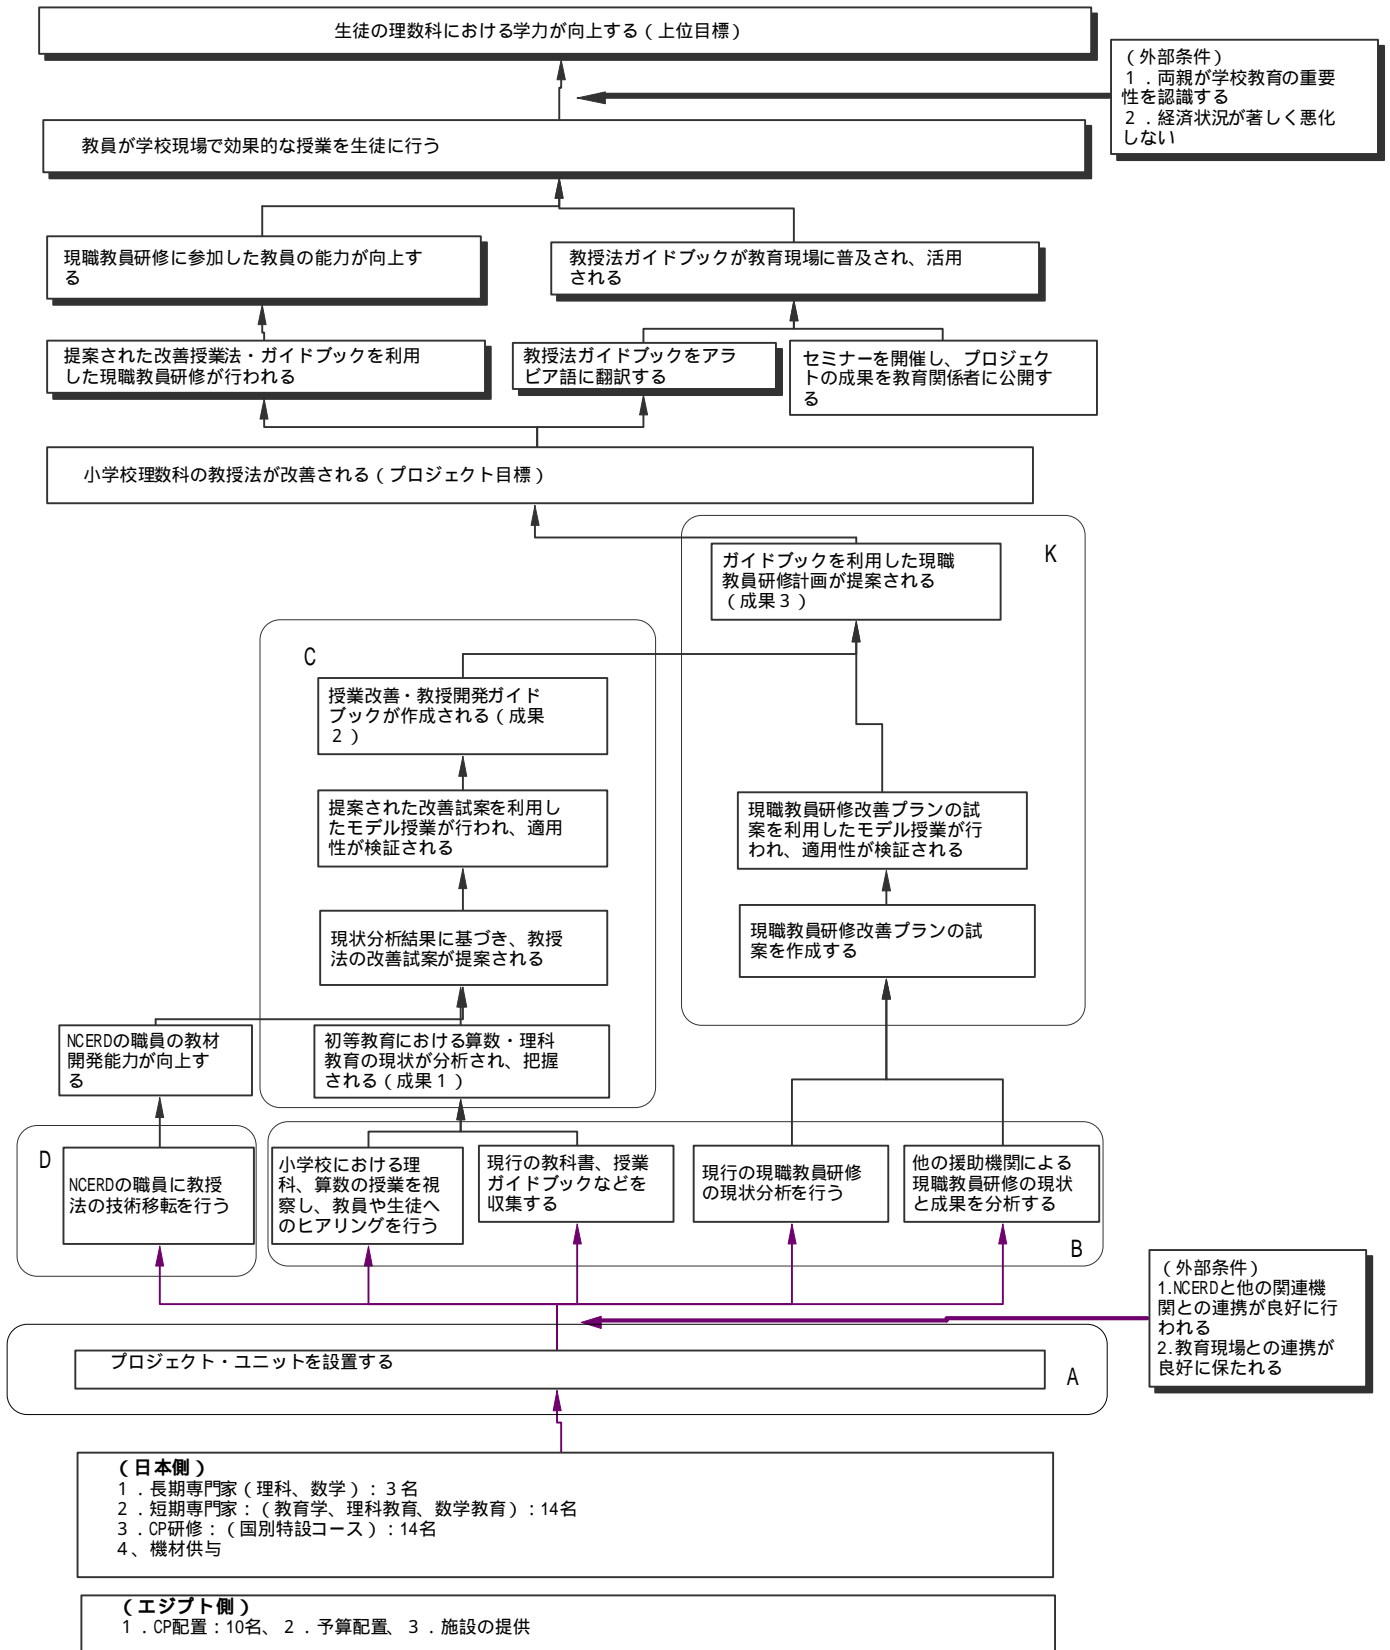 生徒の理数科における学力が向上する（上位目標）
（外部条件）
１．両親が学校教育の重要
性を認識する
２．経済状況が著しく悪化
しない
教員が学校現場で効果的な授業を生徒に行う
現職教員研修に参加した教員の能力が向上す
る
教授法ガイドブックが教育現場に普及され、活用
される
提案された改善授業法・ガイドブックを利用
した現職教員研修が行われる
教授法ガイドブックをアラ
ビア語に翻訳する
セミナーを開催し、プロジェク
トの成果を教育関係者に公開す
る
小学校理数科の教授法が改善される（プロジェクト目標）
K
ガイドブックを利用した現職
教員研修計画が提案される
（成果３）
C
授業改善・教授開発ガイド
ブックが作成される（成果
２）
提案された改善試案を利用し
たモデル授業が行われ、適用
性が検証される
現職教員研修改善プランの試
案を利用したモデル授業が行
われ、適用性が検証される
現状分析結果に基づき、教授
法の改善試案が提案される
現職教員研修改善プランの試
案を作成する
NCERDの職員の教材
開発能力が向上す
る
初等教育における算数・理科
教育の現状が分析され、把握
される（成果１）
D
NCERDの職員に教授
法の技術移転を行う
小学校における理
科、算数の授業を視
察し、教員や生徒へ
のヒアリングを行う
現行の教科書、授業
ガイドブックなどを
収集する
現行の現職教員研修
の現状分析を行う
他の援助機関による
現職教員研修の現状
と成果を分析する
B
（外部条件）
1.NCERDと他の関連機
関との連携が良好に行
われる
2.教育現場との連携が
良好に保たれる
プロジェクト・ユニットを設置する
A
（日本側）
１．長期専門家（理科、数学）：３名
２．短期専門家：（教育学、理科教育、数学教育）：14名
３．CP研修：（国別特設コース）：14名
４、機材供与
（エジプト側）
１．CP配置：10名、２．予算配置、３．施設の提供